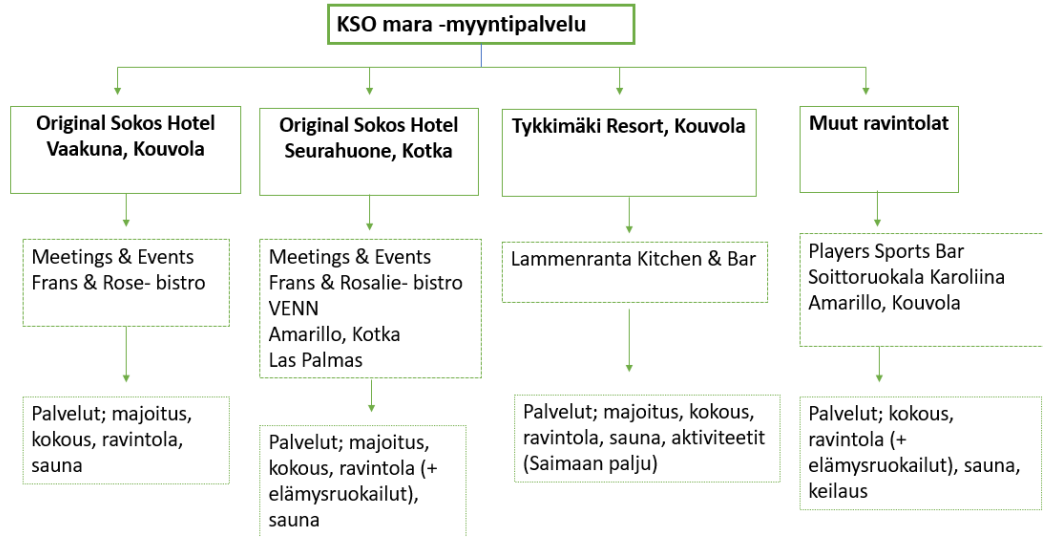 KSO mara -myyntipalvelu
Original Sokos Hotel
Vaakuna, Kouvola
Original Sokos Hotel
Seurahuone, Kotka
Tykkimäki Resort, Kouvola
Muut ravintolat
Meetings & Events
Frans & Rose- bistro
Meetings & Events
Frans & Rosalie- bistro
VENN
Amarillo, Kotka
Las Palmas
Lammenranta Kitchen & Bar
Players Sports Bar
Soittoruokala Karoliina
Amarillo, Kouvola
Palvelut; majoitus,
kokous, ravintola,
sauna
Palvelut; majoitus,
kokous, ravintola (+
elämysruokailut),
sauna
Palvelut; majoitus, kokous,
ravintola, sauna, aktiviteetit
(Saimaan palju)
Palvelut; kokous,
ravintola (+
elämysruokailut), sauna,
keilaus